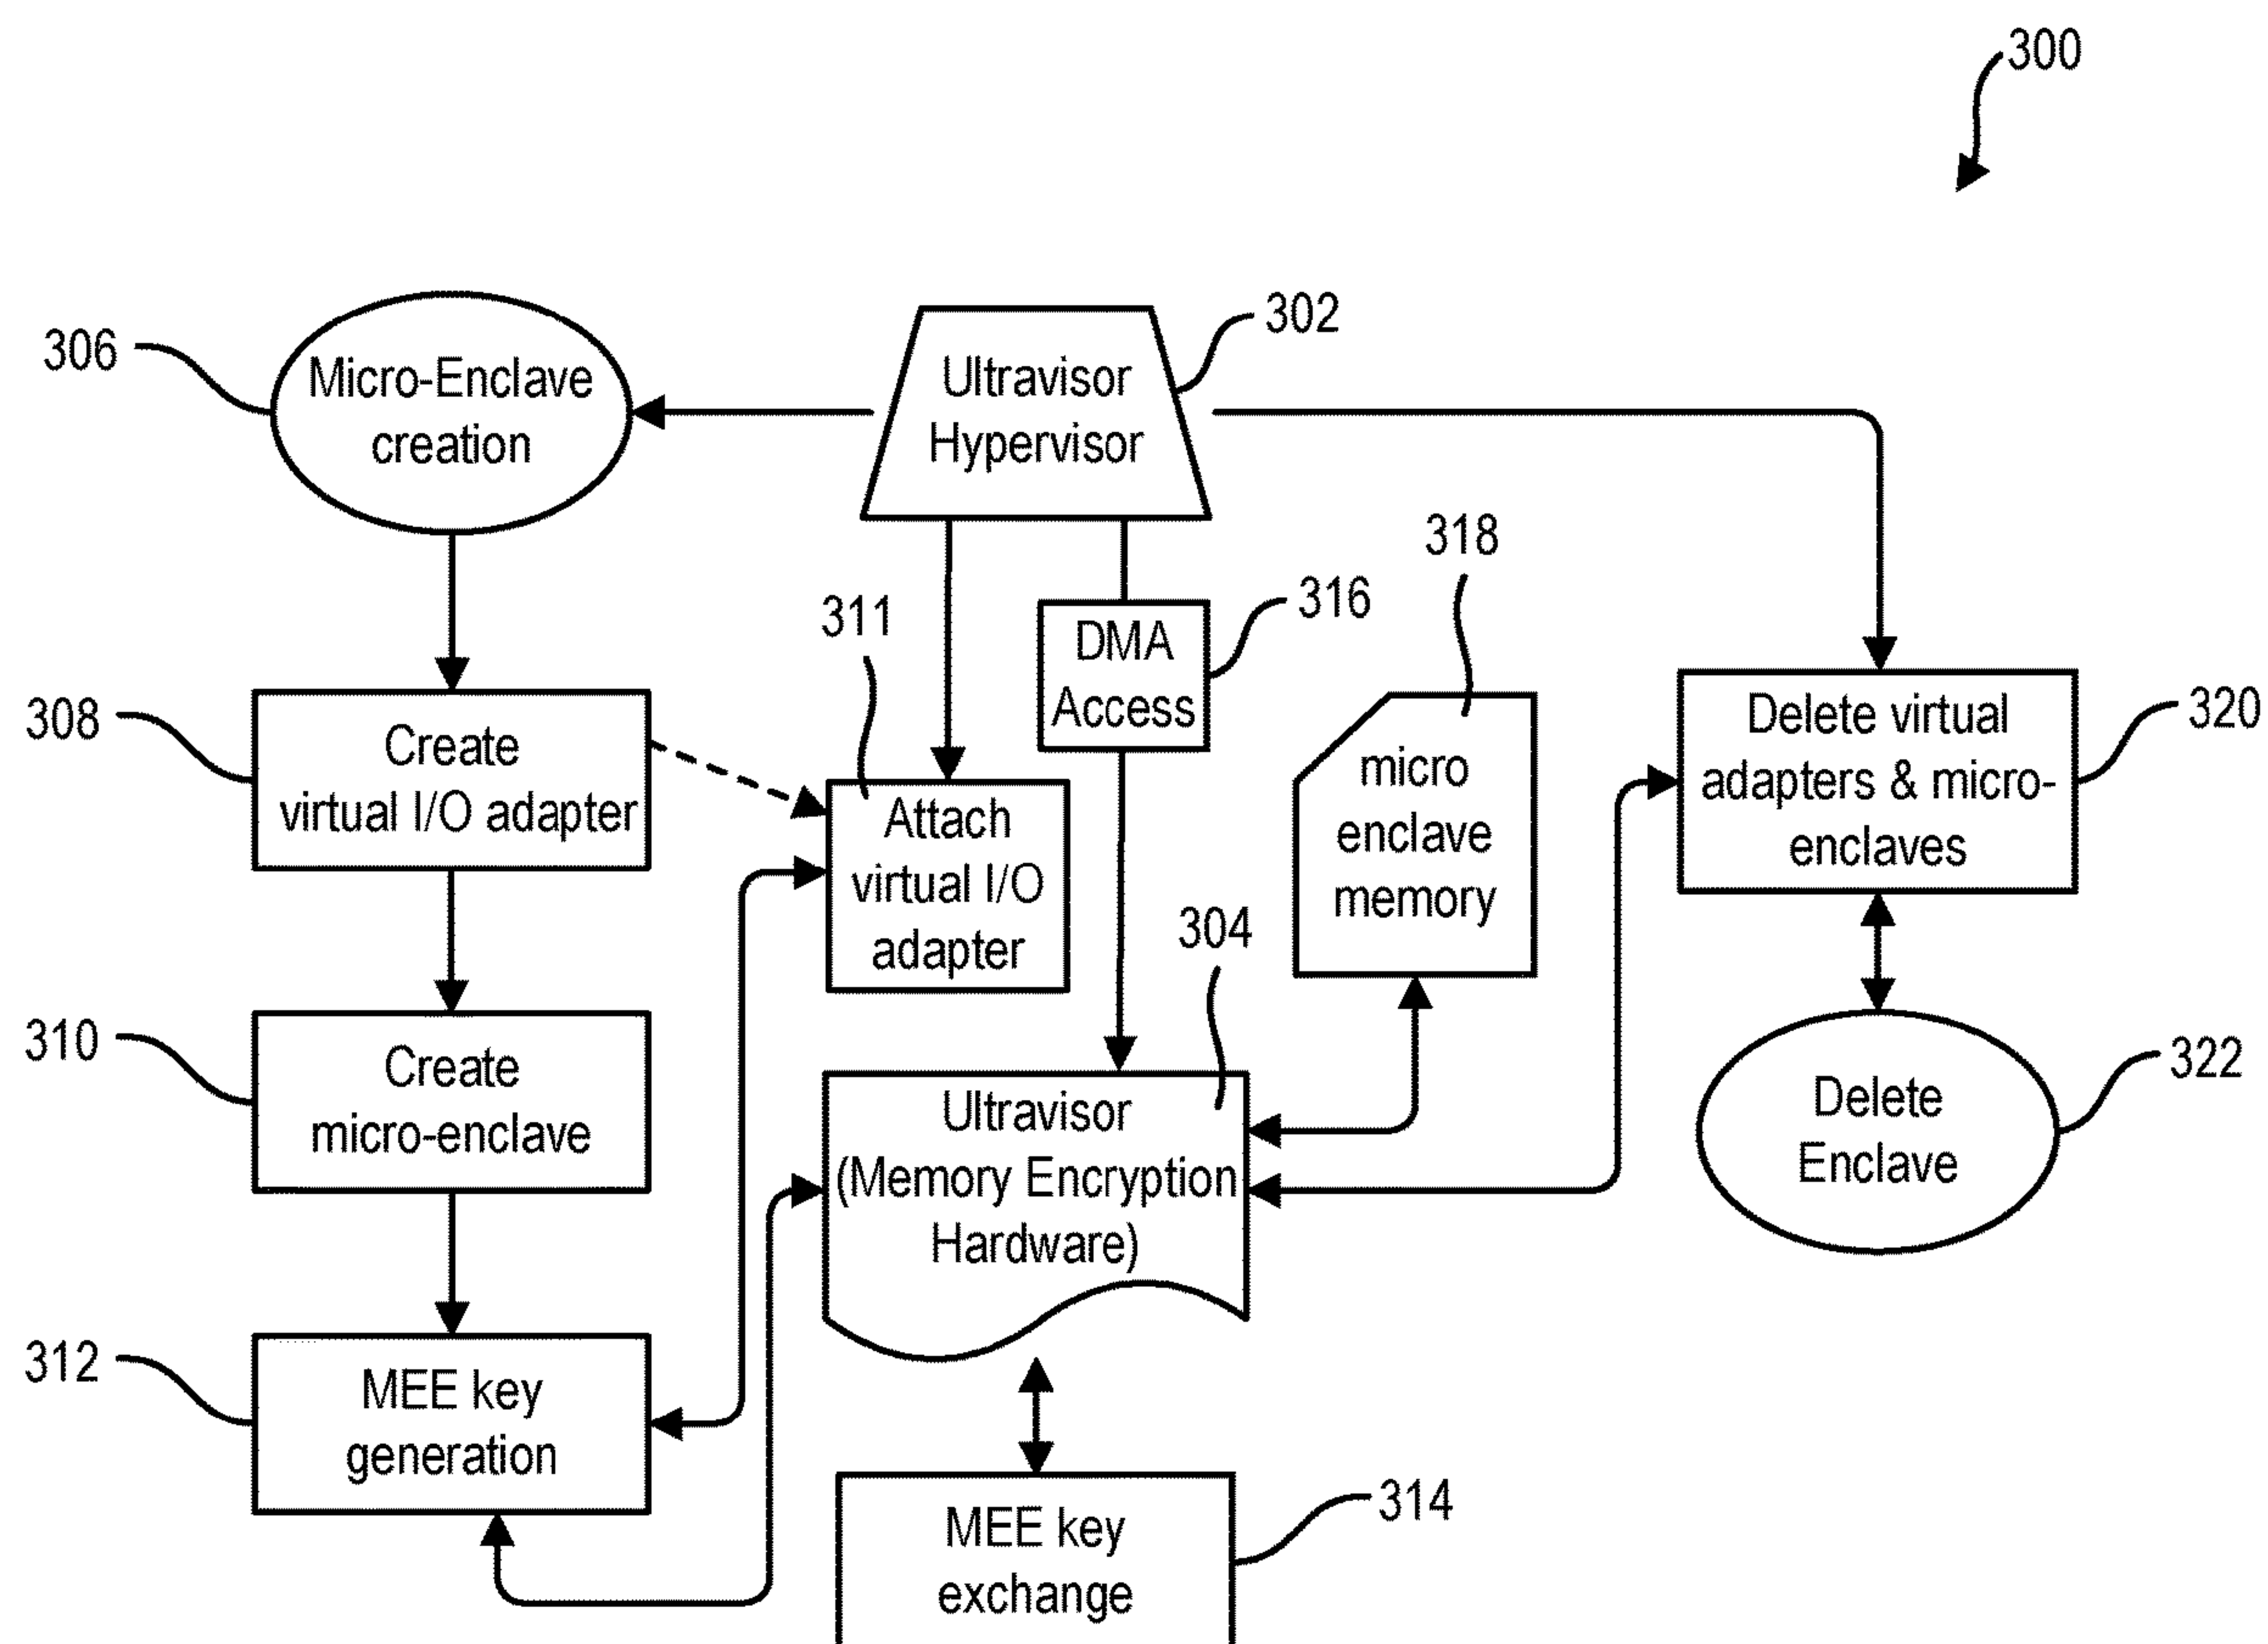 300
306
Micro-Enclave
creation
Ultravisor
Hypervisor
302
318
311
DMA
Access
316
308
Create
virtual I/O adapter
Attach
virtual I/O
adapter
micro
enclave
memory
Delete virtual
adapters & micro-
enclaves
320
304
310
Create
micro-enclave
Ultravisor
(Memory Encryption
Hardware)
Delete
Enclave
322
312
MEE key
generation
MEE key
exchange
314